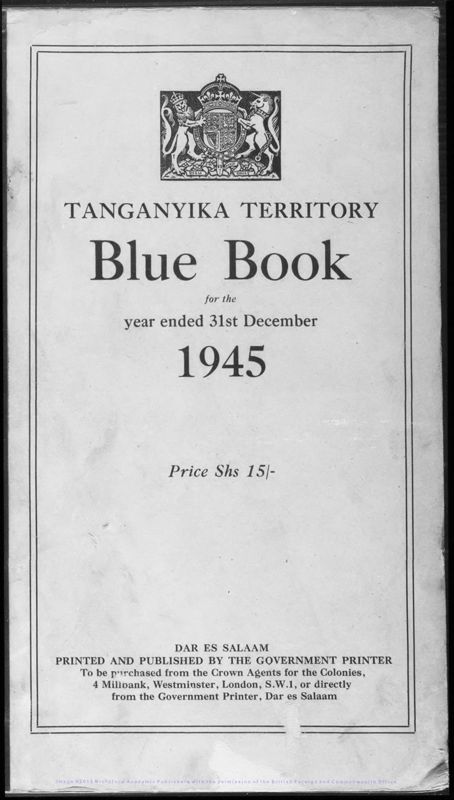 TANGANYIKA TERRITORY
Blue Book
for the
year ended 31st December
1945
Price Shs 15/-
DAR ES SALAAM
PRINTED AND PUBLISHED BY THE GOVERNMENT PRINTER
To be purchased from the Crown Agents for the Colonies,
4 Millbank, Westminster, London, S.W.1, or directly
from the Government Printer, Dar es Salaam